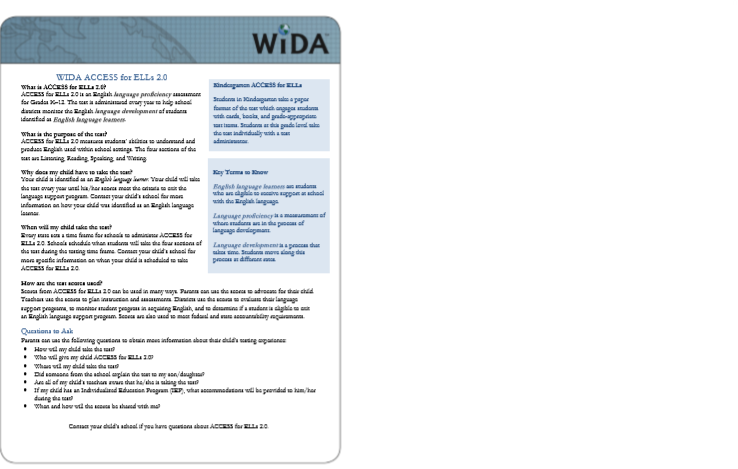 WiDA
WIDA ACCESS for ELLs 2.0
What is ACCESS for ELLs 2.0?
ACCESS for ELLs 2.0 is an English language proficiency assessment
for Grades K–12. The test is administered every year to help school
districts monitor the English language development of students
identified as English language learners.
What is the purpose of the test?
ACCESS for ELLs 2.0 measures students' abilities to understand and
produce English used within school settings. The four sections of the
test are Listening, Reading, Speaking, and Writing.
Why does my child have to take the test?
Your child is identified as an English language learner. Your child will take
the test every year until his/her scores meet the criteria to exit the
language support program. Contact your child's school for more
information on how your child was identified as an English language
learner.
When will my child take the test?
Every state sets a time frame for schools to administer ACCESS for
ELLs 2.0. Schools schedule when students will take the four sections of
the test during the testing time frame. Contact your child's school for
more specific information on when your child is scheduled to take
ACCESS for ELLs 2.0.
Kindergarten ACCESS for ELLs
Students in Kindergarten take a paper
format of the test which engages students
with cards, books, and grade-appropriate
test items. Students at this grade level take
the test individually with a test
administrator.
Key Terms to Know
English language learners are students
who are eligible to receive support at school
with the English language.
Language proficiency is a measurement of
where students are in the process of
language development.
Language development is a process that
takes time. Students move along this
process at different rates.
How are the test scores used?
Scores from ACCESS for ELLs 2.0 can be used in many ways. Parents can use the scores to advocate for their child.
Teachers use the scores to plan instruction and assessments. Districts use the scores to evaluate their language
support programs, to monitor student progress in acquiring English, and to determine if a student is eligible to exit
an English language support program. Scores are also used to meet federal and state accountability requirements.
Questions to Ask
Parents can use the following questions to obtain more information about their child's testing experience:
• How will my child take the test?
• Who will give my child ACCESS for ELLs 2.0?
• Where will my child take the test?
• Did someone from the school explain the test to my son/daughter?
• Are all of my child's teachers aware that he/she is taking the test?
• If my child has an Individualized Education Program (IEP), what accommodations will be provided to him/her
during the test?
• When and how will the scores be shared with me?
Contact your child's school if you have questions about ACCESS for ELLs 2.0.